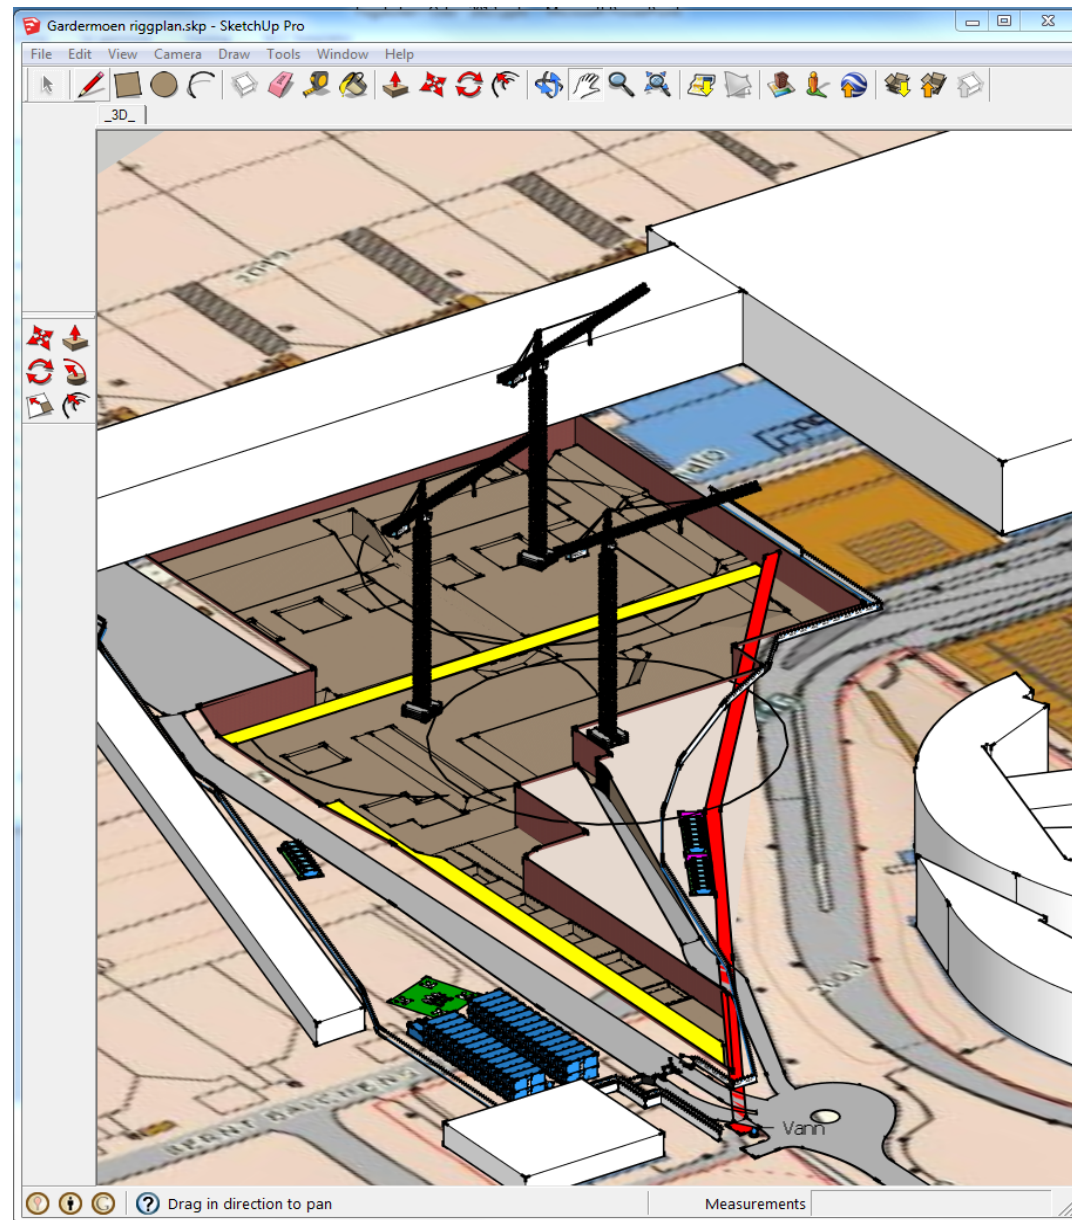 Gardermoen riggplan.skp - SketchUp Pro
File Edit View Camera Draw Tools Window Help
_3D_
Vann
Drag in direction to pan
Measurements